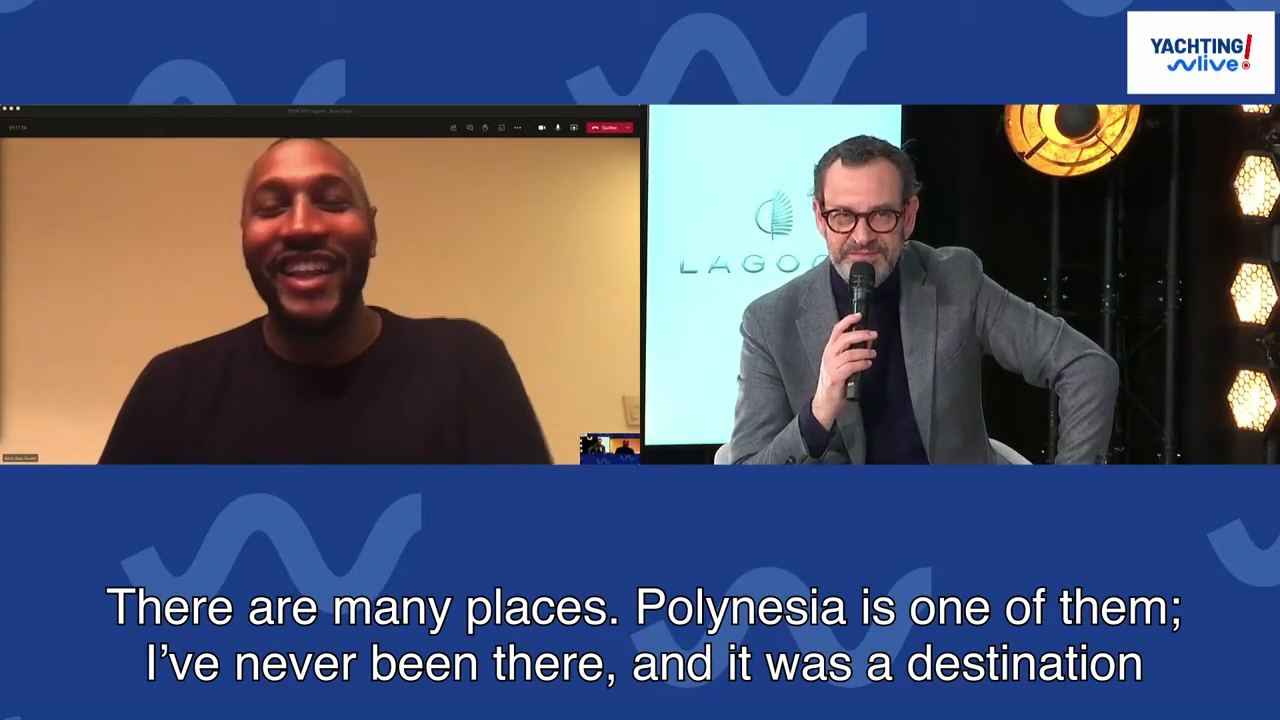 YACHTING!
live
Quitter
LAGOO
There are many places. Polynesia is one of them;
I’ve never been there, and it was a destination